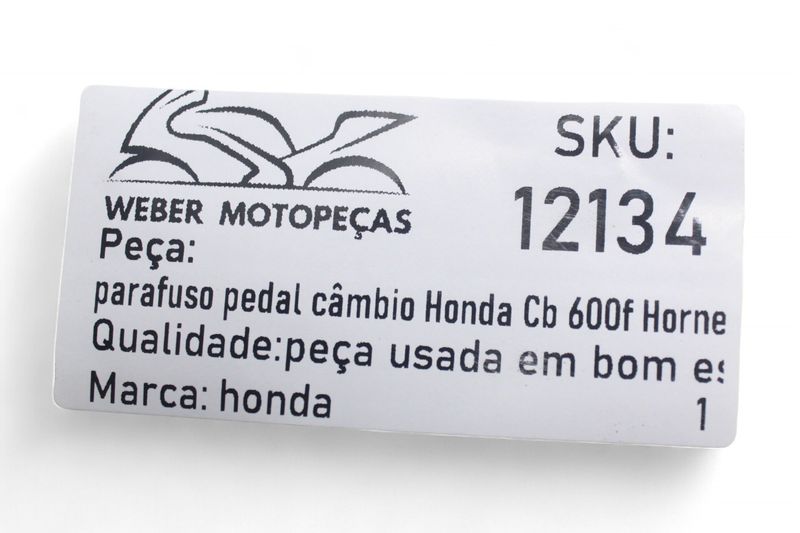 SKU:
12134
WEBER MOTOPEÇAS
Peça:
parafuso pedal câmbio Honda Cb 600f Horne
Qualidade:peça usada em bom es
Marca: honda
1